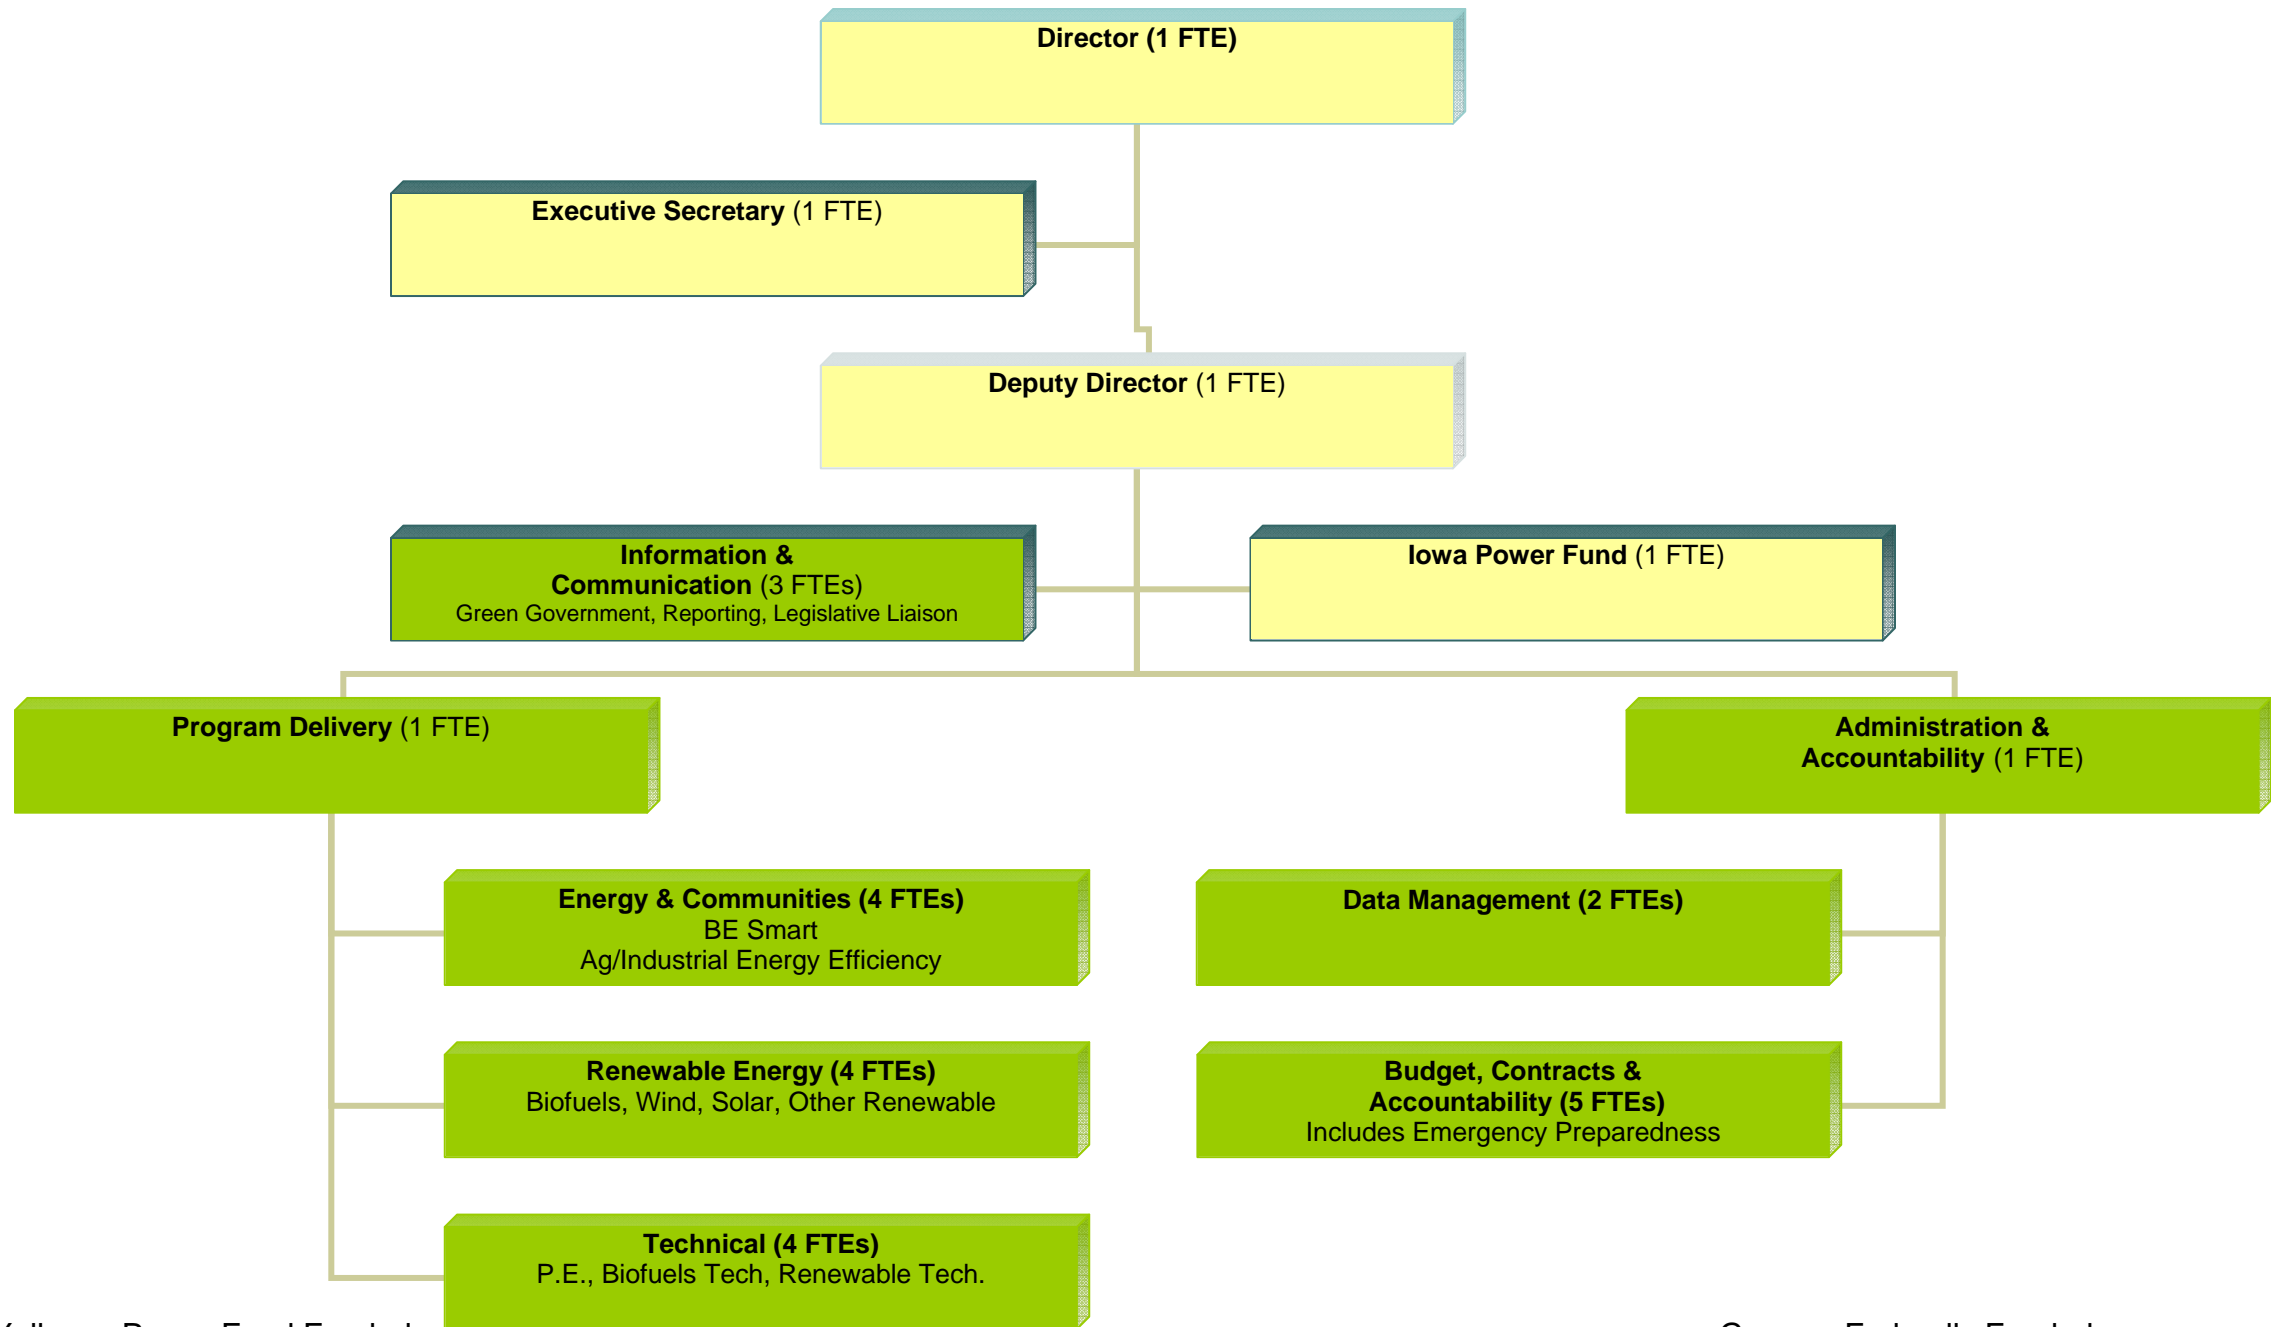 Director (1 FTE)
Executive Secretary (1 FTE)
Deputy Director (1 FTE)
Information &
Communication (3 FTEs)
Green Government, Reporting, Legislative Liaison
Iowa Power Fund (1 FTE)
Program Delivery (1 FTE)
Administration &
Accountability (1 FTE)
Energy & Communities (4 FTEs)
BE Smart
Ag/Industrial Energy Efficiency
Data Management (2 FTEs)
Renewable Energy (4 FTEs)
Biofuels, Wind, Solar, Other Renewable
Budget, Contracts &
Accountability (5 FTEs)
Includes Emergency Preparedness
Technical (4 FTEs)
P.E., Biofuels Tech, Renewable Tech.